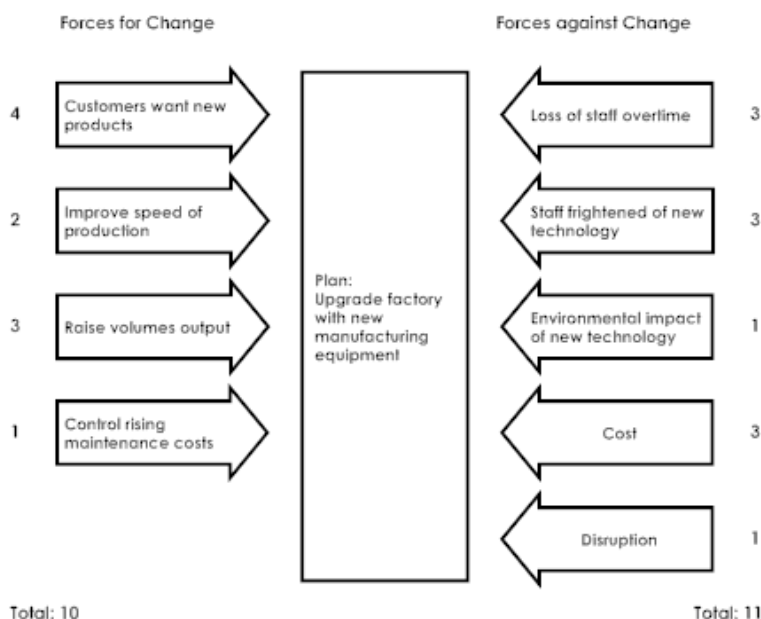 Forces for Change
Forces against Change
4
Customers want new
products
2
Improve speed of
production
3
Raise volumes output
1
Control rising
maintenance costs
Plan:
Upgrade factory
with new
manufacturing
equipment
Loss of staff overtime
3
Staff frightened of new
technology
3
Environmental impact
of new technology
1
Cost
3
Disruption
1
Total: 10
Total: 11